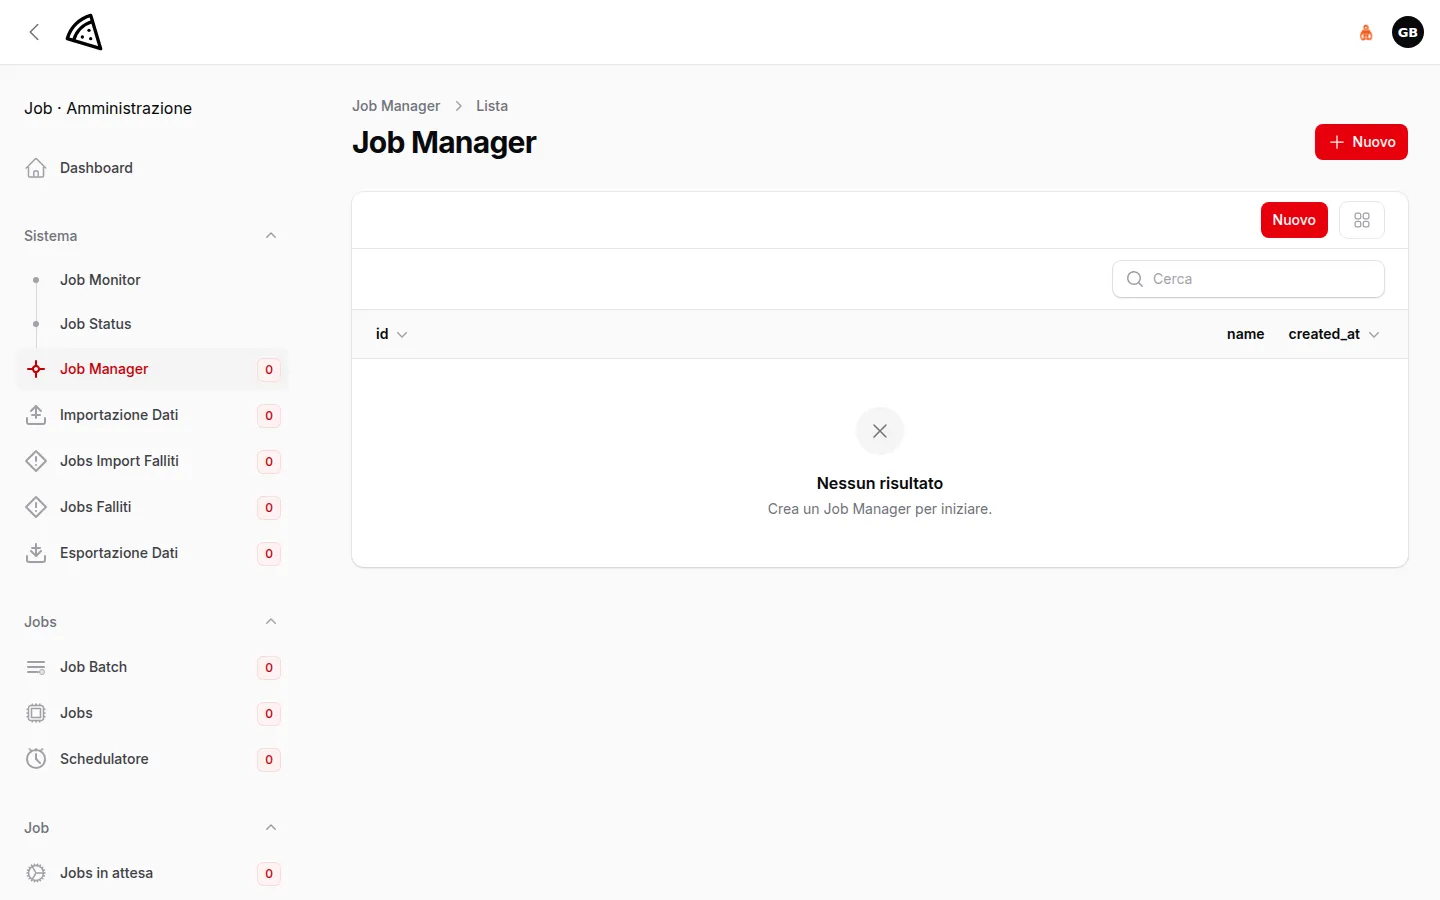 GB
Job · Amministrazione
Dashboard
Sistema
Job Monitor
Job Status
Job Manager 0
Importazione Dati 0
Jobs Import Falliti 0
Jobs Falliti 0
Esportazione Dati 0
Jobs
Job Batch 0
Jobs 0
Schedulatore 0
Job
Jobs in attesa 0
Job Manager > Lista
Job Manager
Nuovo
Nuovo
Cerca
id name created_at
Nessun risultato
Crea un Job Manager per iniziare.